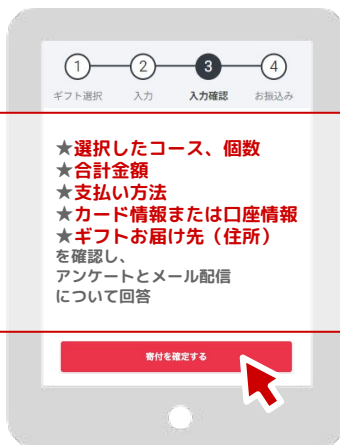 1 2 3 4
ギフト選択 入力 入力確認 お振込み
★選択したコース、個数
★合計金額
★支払い方法
★カード情報または口座情報
★ギフトお届け先（住所）
を確認し、
アンケートとメール配信
について回答
寄付を確定する